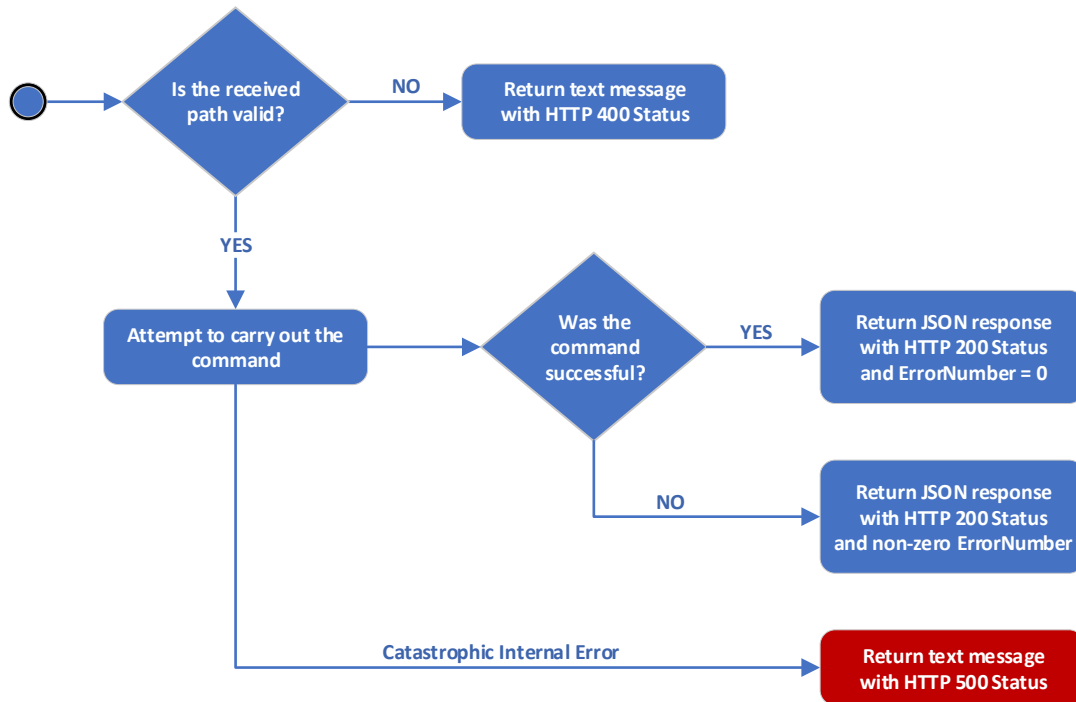 Is the received
path valid?
NO
Return text message
with HTTP 400 Status
YES
Attempt to carry out the
command
Was the
command
successful?
YES
Return JSON response
with HTTP 200 Status
and ErrorNumber = 0
NO
Return JSON response
with HTTP 200 Status
and non-zero ErrorNumber
Catastrophic Internal Error
Return text message
with HTTP 500 Status